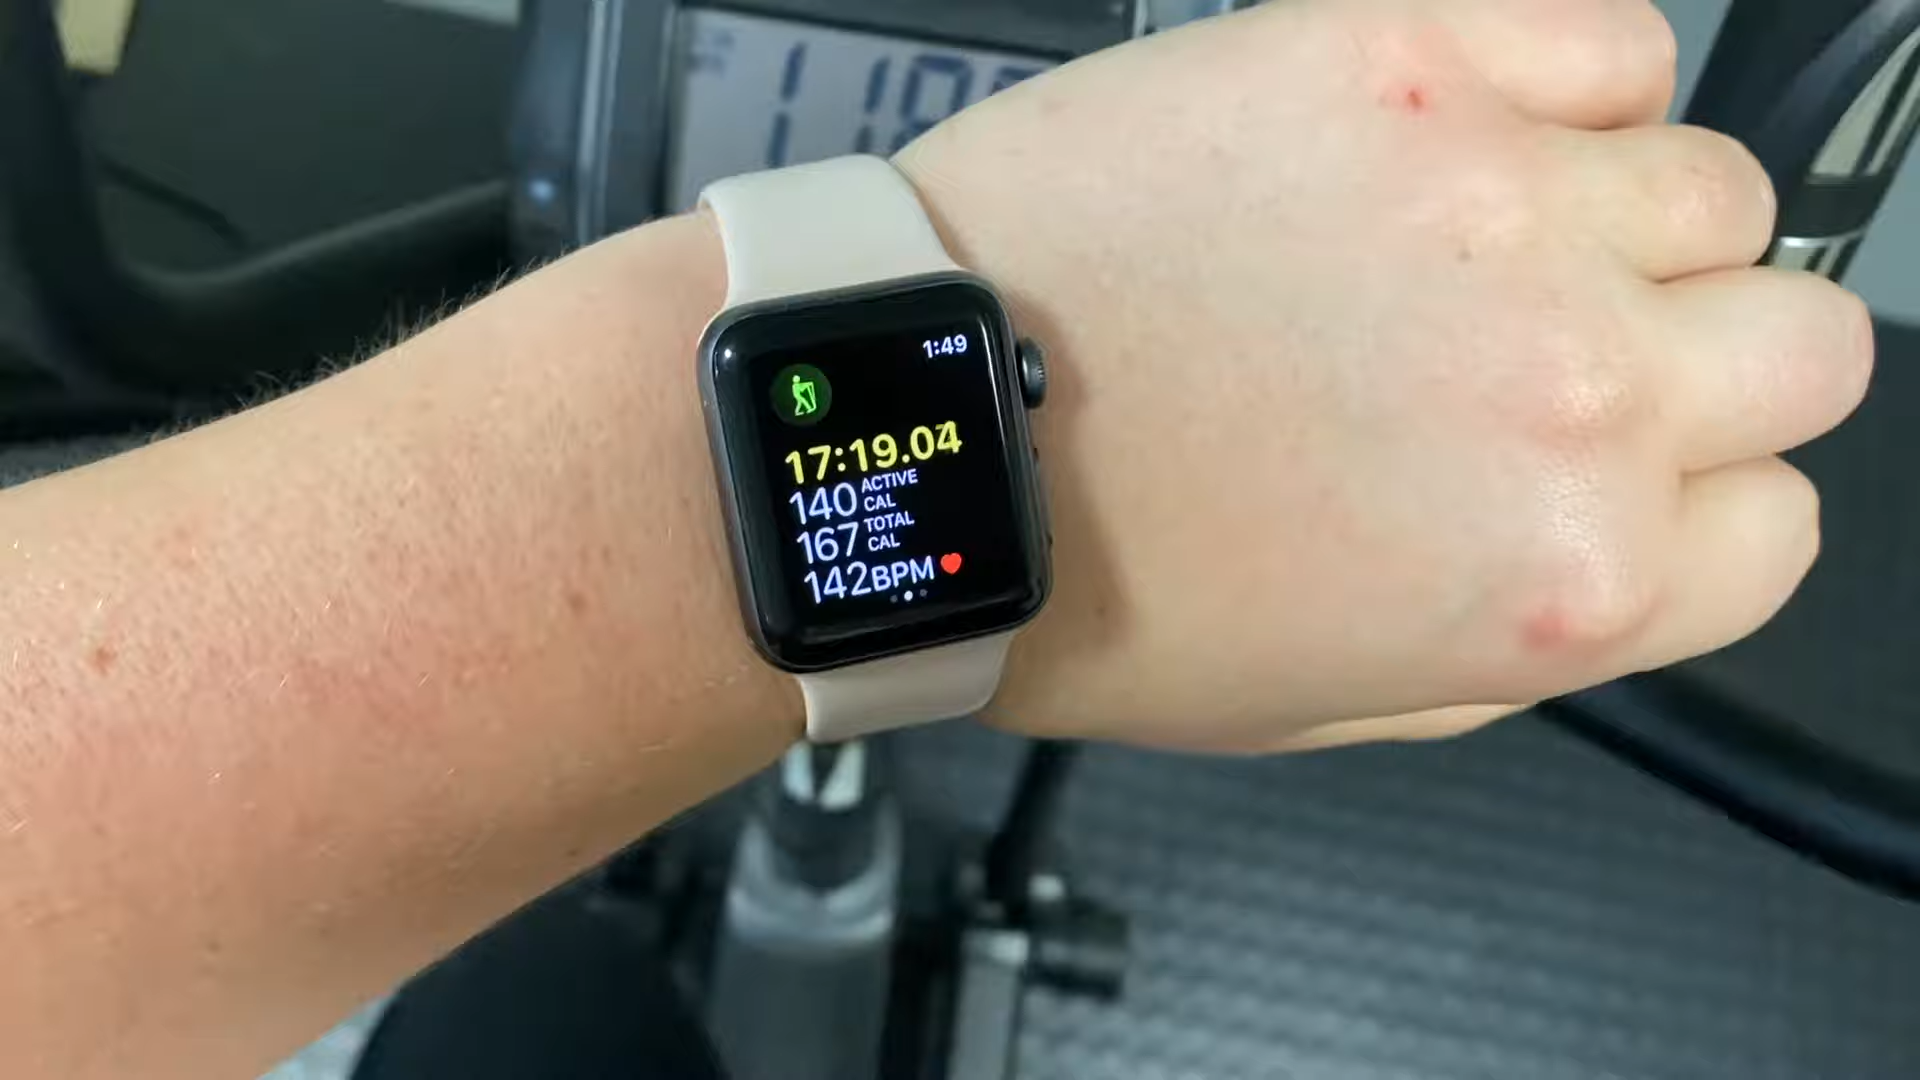 1:49
17:19.04
140 ACTIVE CAL
167 TOTAL CAL
142BPM